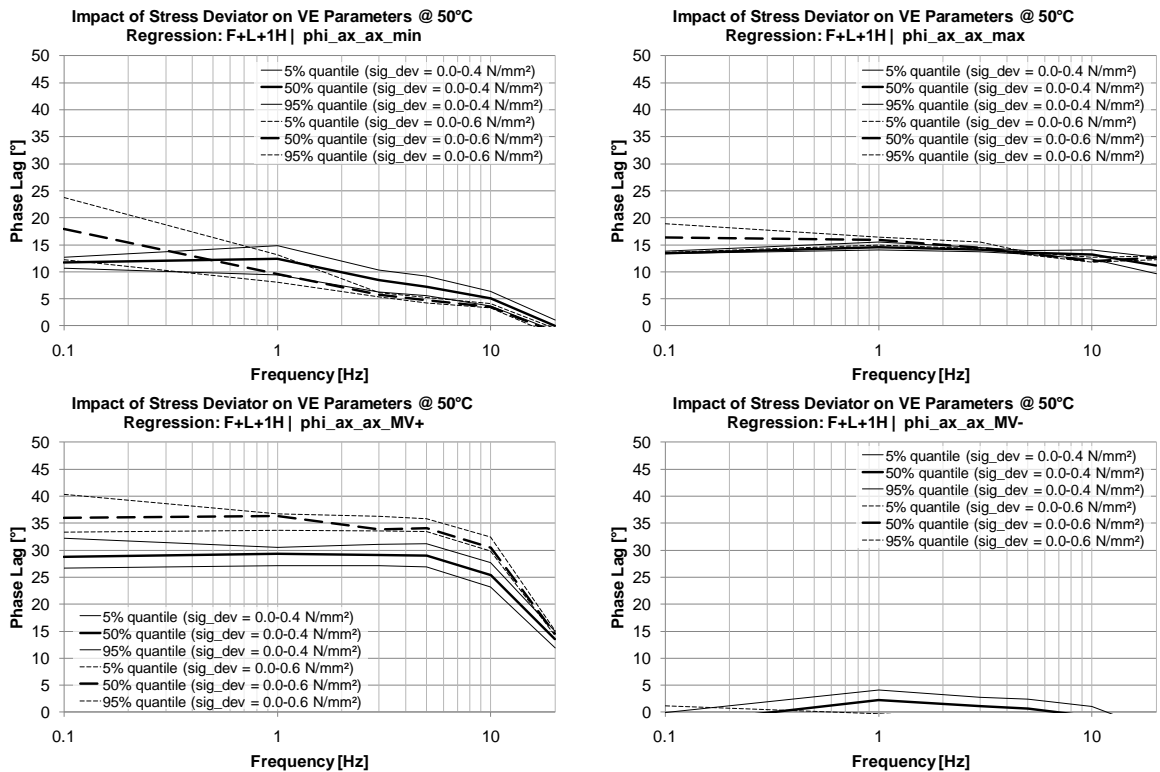 Impact of Stress Deviator on VE Parameters @ 50°C
Regression: F+L+1H | phi_ax_ax_min
50
45
40
35
30
25
20
15
10
5
0
Phase Lag [°]
5% quantile (sig_dev = 0.0-0.4 N/mm²)
50% quantile (sig_dev = 0.0-0.4 N/mm²)
95% quantile (sig_dev = 0.0-0.4 N/mm²)
5% quantile (sig_dev = 0.0-0.6 N/mm²)
50% quantile (sig_dev = 0.0-0.6 N/mm²)
95% quantile (sig_dev = 0.0-0.6 N/mm²)
0.1 1 10
Frequency [Hz]
Impact of Stress Deviator on VE Parameters @ 50°C
Regression: F+L+1H | phi_ax_ax_max
50
45
40
35
30
25
20
15
10
5
0
Phase Lag [°]
5% quantile (sig_dev = 0.0-0.4 N/mm²)
50% quantile (sig_dev = 0.0-0.4 N/mm²)
95% quantile (sig_dev = 0.0-0.4 N/mm²)
5% quantile (sig_dev = 0.0-0.6 N/mm²)
50% quantile (sig_dev = 0.0-0.6 N/mm²)
95% quantile (sig_dev = 0.0-0.6 N/mm²)
0.1 1 10
Frequency [Hz]
Impact of Stress Deviator on VE Parameters @ 50°C
Regression: F+L+1H | phi_ax_ax_MV+
50
45
40
35
30
25
20
15
10
5
0
Phase Lag [°]
5% quantile (sig_dev = 0.0-0.4 N/mm²)
50% quantile (sig_dev = 0.0-0.4 N/mm²)
95% quantile (sig_dev = 0.0-0.4 N/mm²)
5% quantile (sig_dev = 0.0-0.6 N/mm²)
50% quantile (sig_dev = 0.0-0.6 N/mm²)
95% quantile (sig_dev = 0.0-0.6 N/mm²)
0.1 1 10
Frequency [Hz]
Impact of Stress Deviator on VE Parameters @ 50°C
Regression: F+L+1H | phi_ax_ax_MV-
50
45
40
35
30
25
20
15
10
5
0
Phase Lag [°]
5% quantile (sig_dev = 0.0-0.4 N/mm²)
50% quantile (sig_dev = 0.0-0.4 N/mm²)
95% quantile (sig_dev = 0.0-0.4 N/mm²)
5% quantile (sig_dev = 0.0-0.6 N/mm²)
50% quantile (sig_dev = 0.0-0.6 N/mm²)
95% quantile (sig_dev = 0.0-0.6 N/mm²)
0.1 1 10
Frequency [Hz]